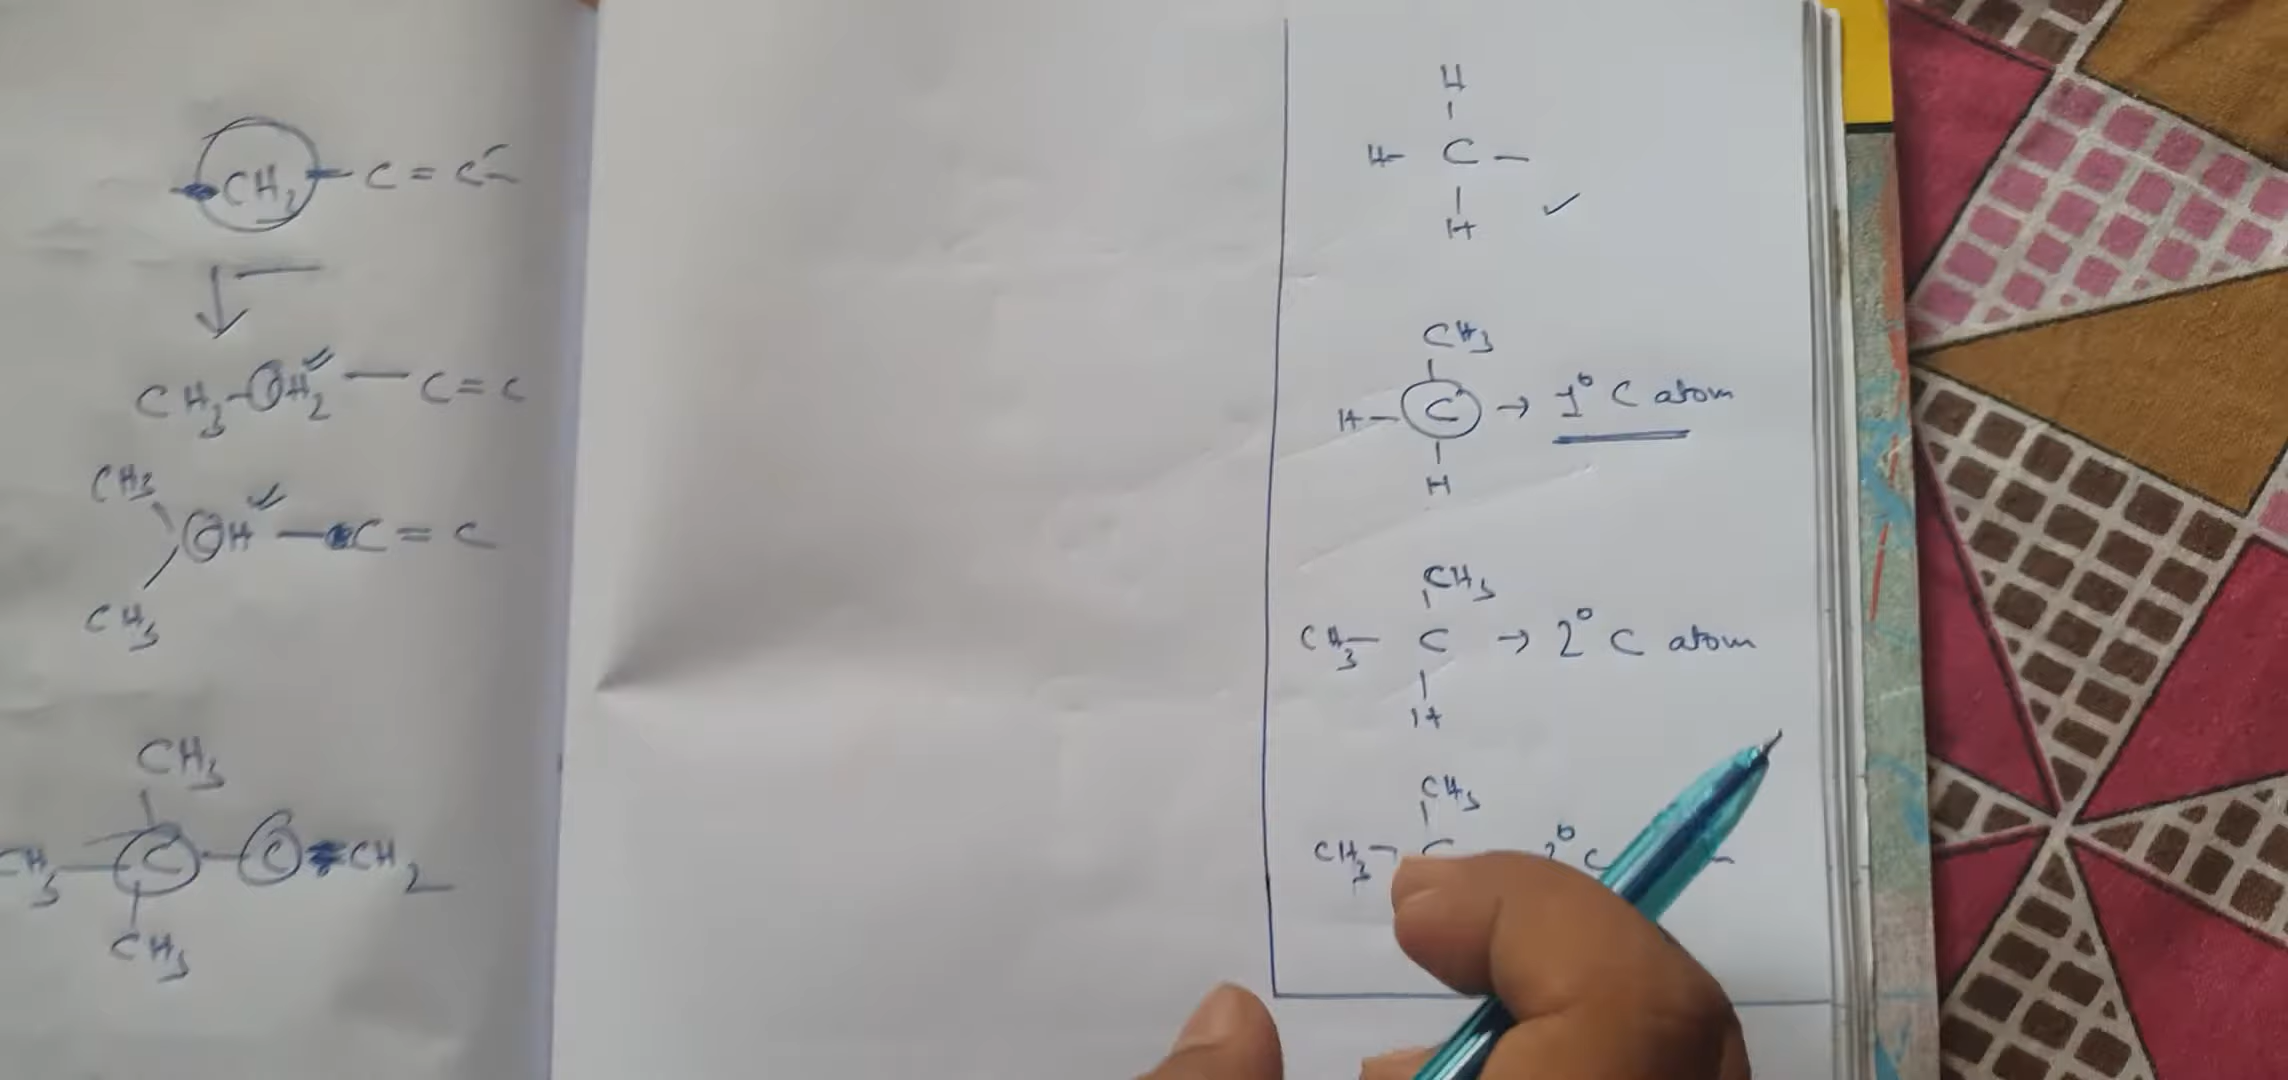 CH2 - C = C -
CH3 - CH2 - C = C
CH3
CH - C = C
CH3
CH3
CH3 - C - C = CH2
CH3
H
H - C -
H
CH3
H - C → 1° C atom
H
CH3
CH3 - C → 2° C atom
H
CH3
CH3 - C